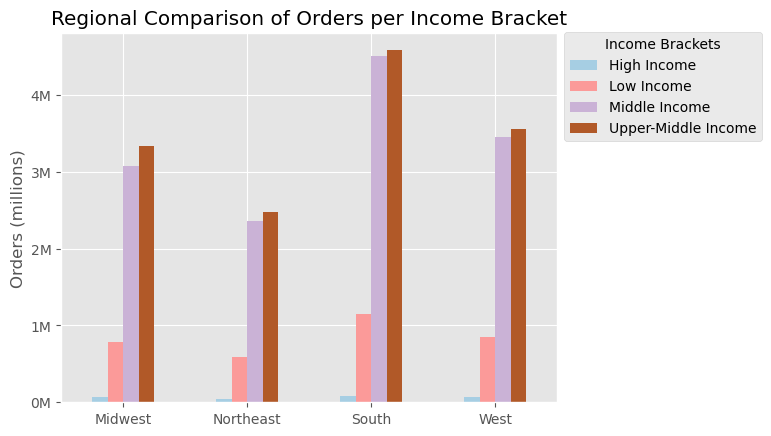 Regional Comparison of Orders per Income Bracket
Income Brackets
High Income
Low Income
Middle Income
Upper-Middle Income
Orders (millions)
4M
3M
2M
1M
0M
Midwest
Northeast
South
West